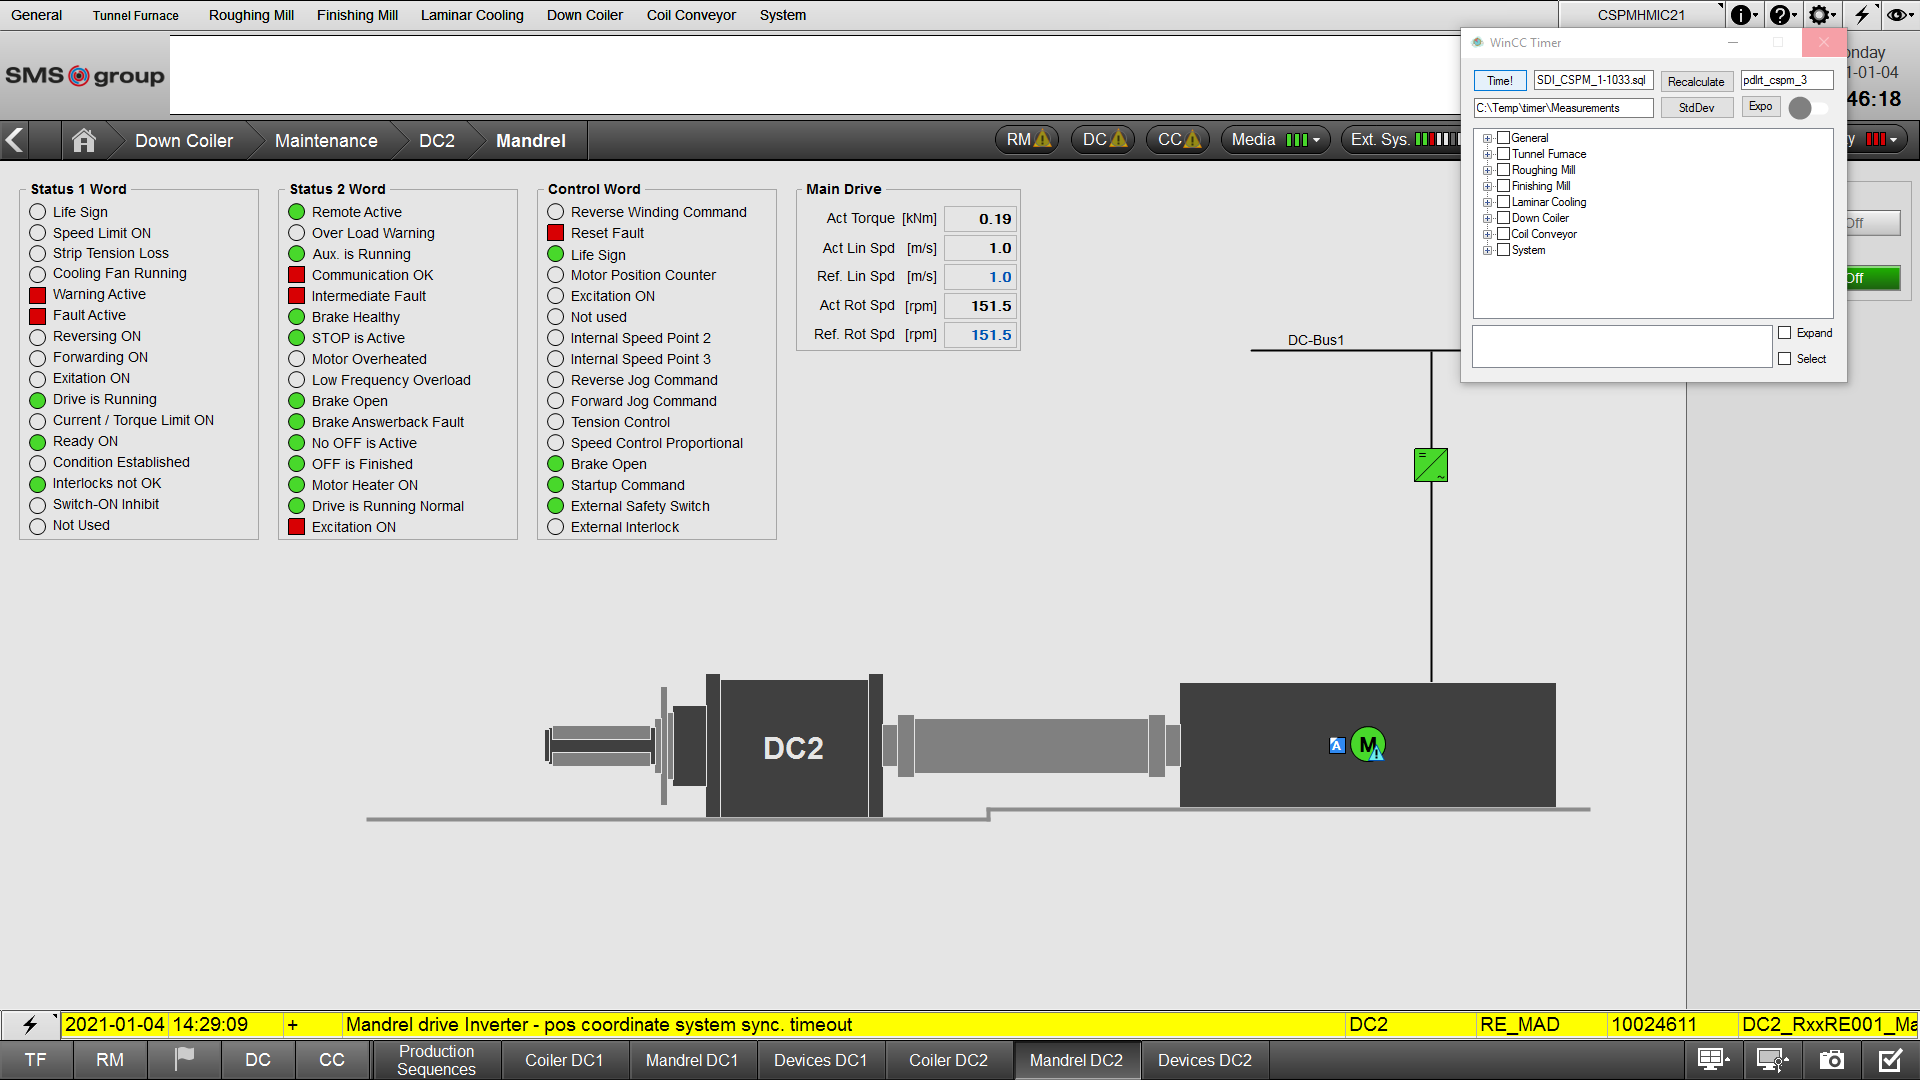 General Tunnel Furnace Roughing Mill Finishing Mill Laminar Cooling Down Coiler Coil Conveyor System CSPMHMIC21
SMS group
onday
1-01-04
46:18
Down Coiler Maintenance DC2 Mandrel RM DC CC Media Ext. Sys. y
WinCC Timer
Time! SDI_CSPM_1-1033.sql Recalculate pdlrt_cspm_3
C:\Temp\timer\Measurements StdDev Expo
General
Tunnel Furnace
Roughing Mill
Finishing Mill
Laminar Cooling
Down Coiler
Coil Conveyor
System
Expand
Select
Off
Off
Status 1 Word
Life Sign
Speed Limit ON
Strip Tension Loss
Cooling Fan Running
Warning Active
Fault Active
Reversing ON
Forwarding ON
Exitation ON
Drive is Running
Current / Torque Limit ON
Ready ON
Condition Established
Interlocks not OK
Switch-ON Inhibit
Not Used
Status 2 Word
Remote Active
Over Load Warning
Aux. is Running
Communication OK
Intermediate Fault
Brake Healthy
STOP is Active
Motor Overheated
Low Frequency Overload
Brake Open
Brake Answerback Fault
No OFF is Active
OFF is Finished
Motor Heater ON
Drive is Running Normal
Excitation ON
Control Word
Reverse Winding Command
Reset Fault
Life Sign
Motor Position Counter
Excitation ON
Not used
Internal Speed Point 2
Internal Speed Point 3
Reverse Jog Command
Forward Jog Command
Tension Control
Speed Control Proportional
Brake Open
Startup Command
External Safety Switch
External Interlock
Main Drive
Act Torque [kNm] 0.19
Act Lin Spd [m/s] 1.0
Ref. Lin Spd [m/s] 1.0
Act Rot Spd [rpm] 151.5
Ref. Rot Spd [rpm] 151.5
DC-Bus1
= ~
DC2
A M
2021-01-04 14:29:09 + Mandrel drive Inverter - pos coordinate system sync. timeout DC2 RE_MAD 10024611 DC2_RxxRE001_Ma
TF RM DC CC Production Sequences Coiler DC1 Mandrel DC1 Devices DC1 Coiler DC2 Mandrel DC2 Devices DC2